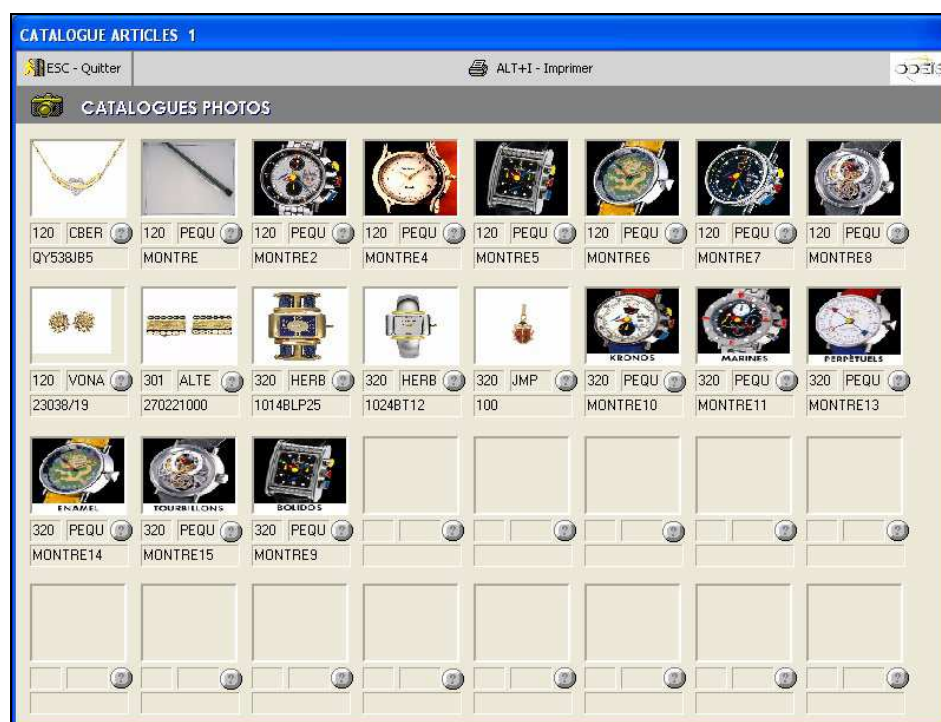 CATALOGUE ARTICLES 1
ESC - Quitter ALT+I - Imprimer
CATALOGUES PHOTOS
120 CBER 120 PEQU 120 PEQU 120 PEQU 120 PEQU 120 PEQU 120 PEQU 120 PEQU
QY538JB5 MONTRE MONTRE2 MONTRE4 MONTRE5 MONTRE6 MONTRE7 MONTRE8
KRONOS MARINES PERPÉTUELS
120 VONA 301 ALTE 320 HERB 320 HERB 320 JMP 320 PEQU 320 PEQU 320 PEQU
23038/19 270221000 1014BLP25 1024BT12 100 MONTRE10 MONTRE11 MONTRE13
ENAMEL TOURBILLONS BOLIDOS
320 PEQU 320 PEQU 320 PEQU
MONTRE14 MONTRE15 MONTRE9